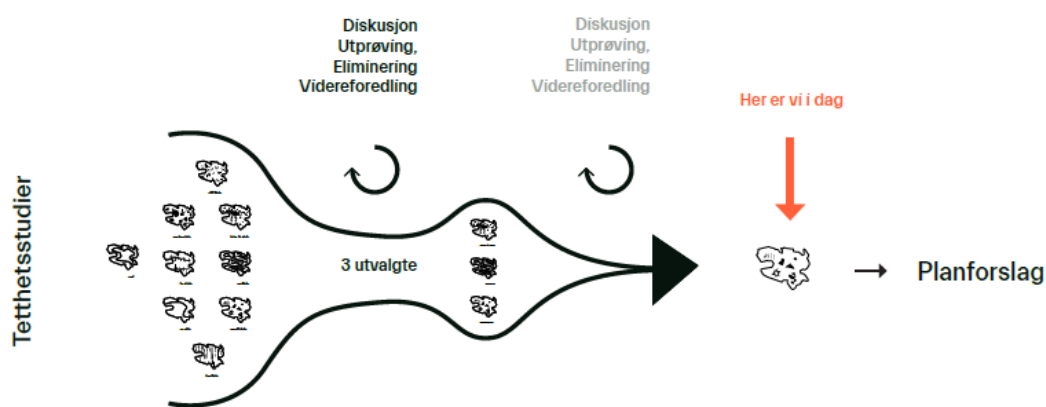 Diskusjon
Utprøving,
Eliminering
Videreforedling
Diskusjon
Utprøving,
Eliminering
Videreforedling
Her er vi i dag
Tetthetsstudier
3 utvalgte
Planforslag